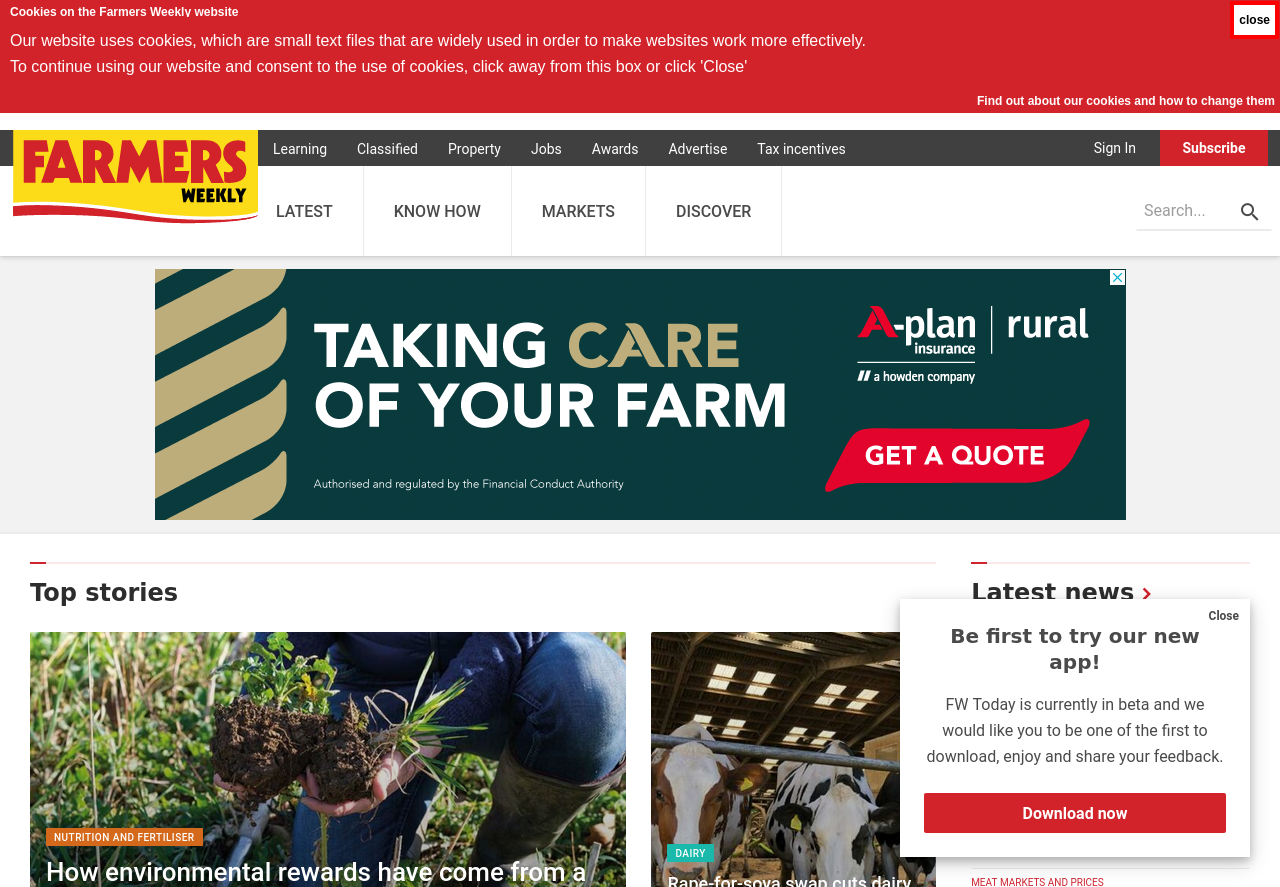 Cookies on the Farmers Weekly website
close
Our website uses cookies, which are small text files that are widely used in order to make websites work more effectively.
To continue using our website and consent to the use of cookies, click away from this box or click 'Close'
Find out about our cookies and how to change them
FARMERS
WEEKLY
Learning
Classified
Property
Jobs
Awards
Advertise
Tax incentives
Sign In
Subscribe
LATEST
KNOW HOW
MARKETS
DISCOVER
Search...
TAKING CARE
OF YOUR FARM
Authorised and regulated by the Financial Conduct Authority
A-plan
insurance
rural
a howden company
GET A QUOTE
Top stories
NUTRITION AND FERTILISER
How environmental rewards have come from a
DAIRY
Rape-for-soya swap cuts dairy
Latest news
Close
Be first to try our new
app!
FW Today is currently in beta and we
would like you to be one of the first to
download, enjoy and share your feedback.
Download now
MEAT MARKETS AND PRICES